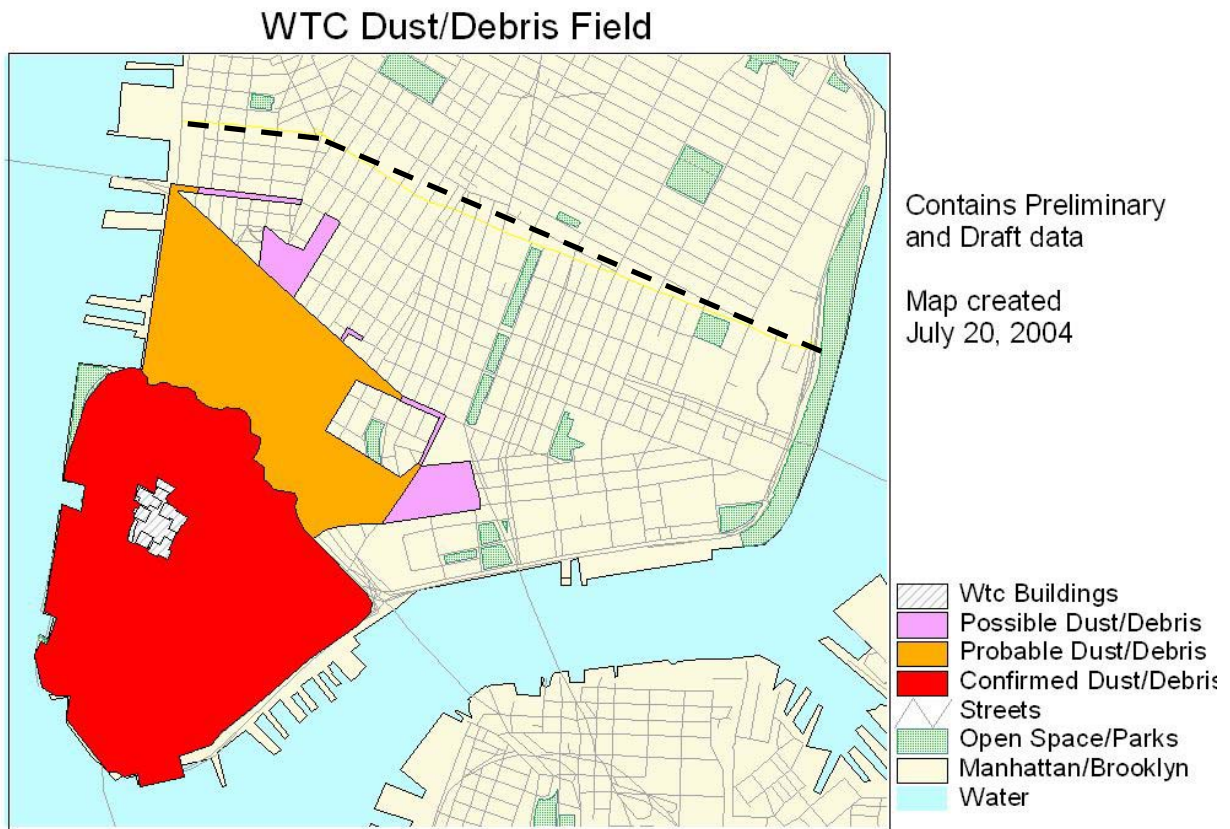 WTC Dust/Debris Field
Contains Preliminary
and Draft data
Map created
July 20, 2004
Wtc Buildings
Possible Dust/Debris
Probable Dust/Debris
Confirmed Dust/Debris
Streets
Open Space/Parks
Manhattan/Brooklyn
Water